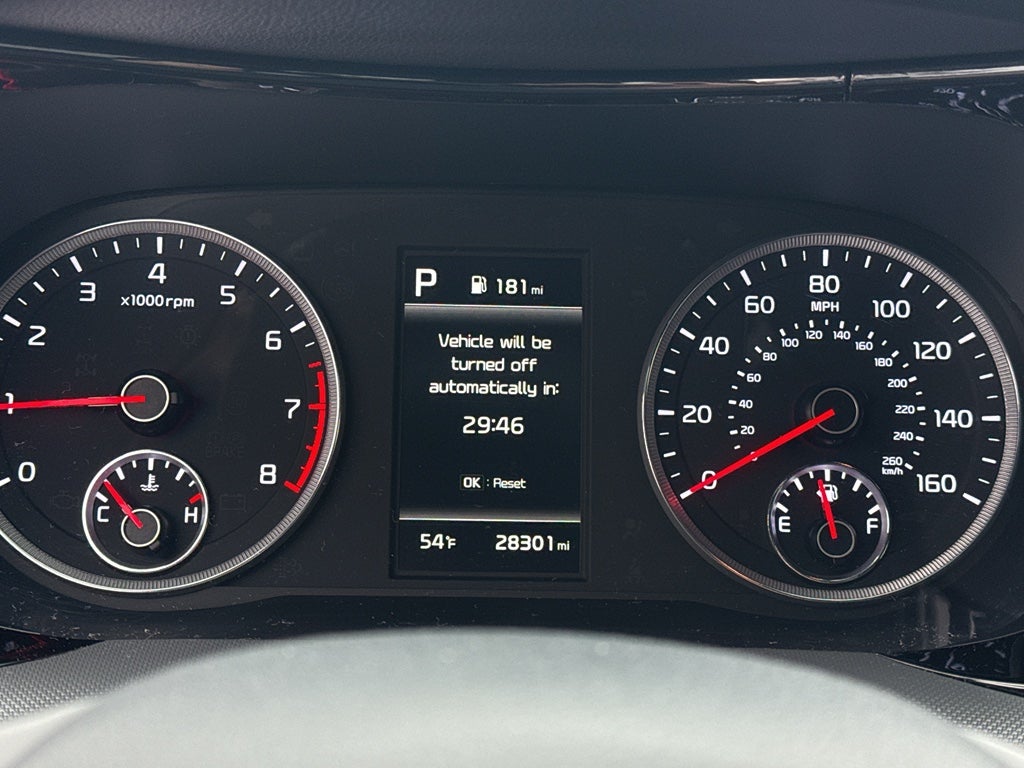 0
1
2
3
4
5
6
7
8
x1000rpm
BRAKE
C
H
P
181 mi
Vehicle will be
turned off
automatically in:
29:46
OK : Reset
54°F
28301 mi
0
20
40
60
80
100
120
140
160
MPH
20
40
60
80
100
120
140
160
180
200
220
240
260
km/h
E
F